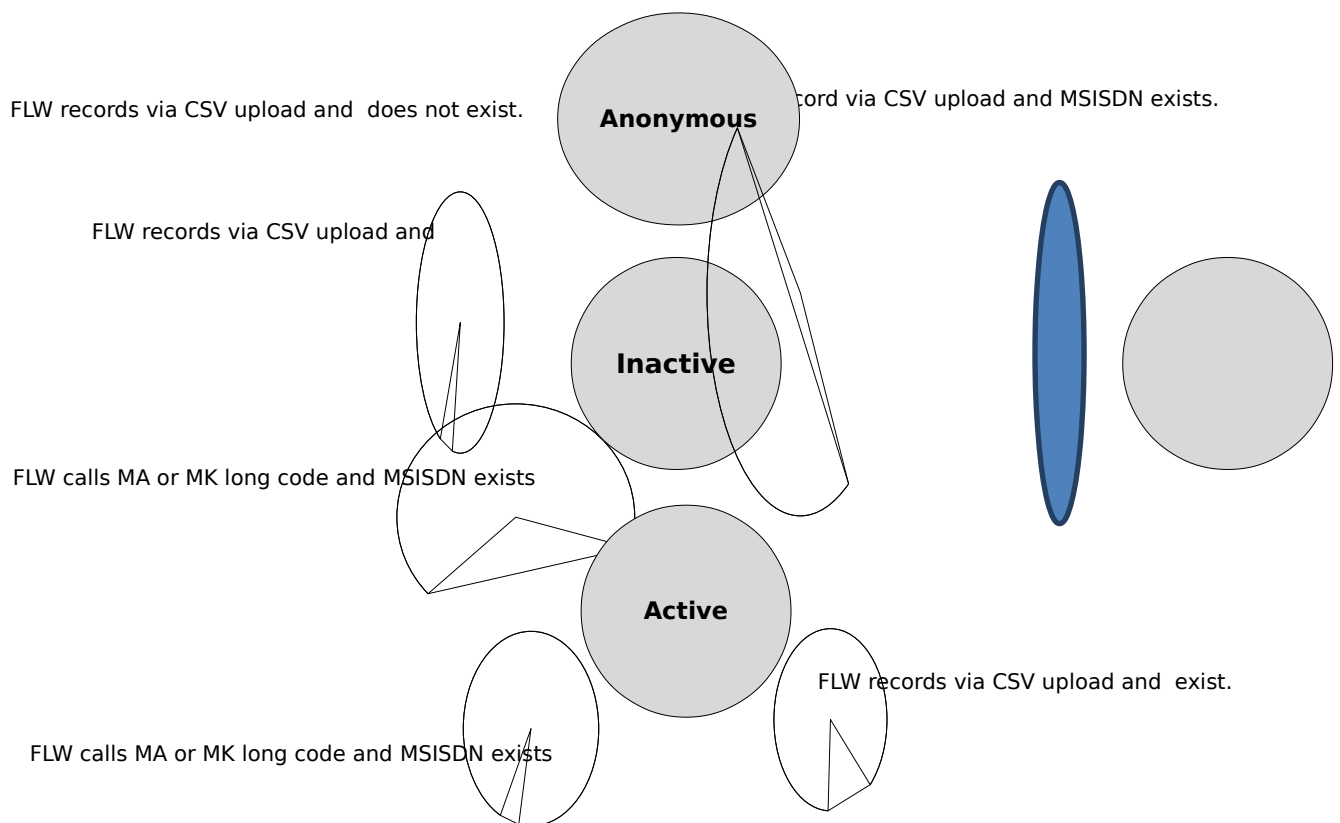 FLW records via CSV upload and  does not exist.
Anonymous
cord via CSV upload and MSISDN exists.
FLW records via CSV upload and
Inactive
FLW calls MA or MK long code and MSISDN exists
Active
FLW records via CSV upload and  exist.
FLW calls MA or MK long code and MSISDN exists